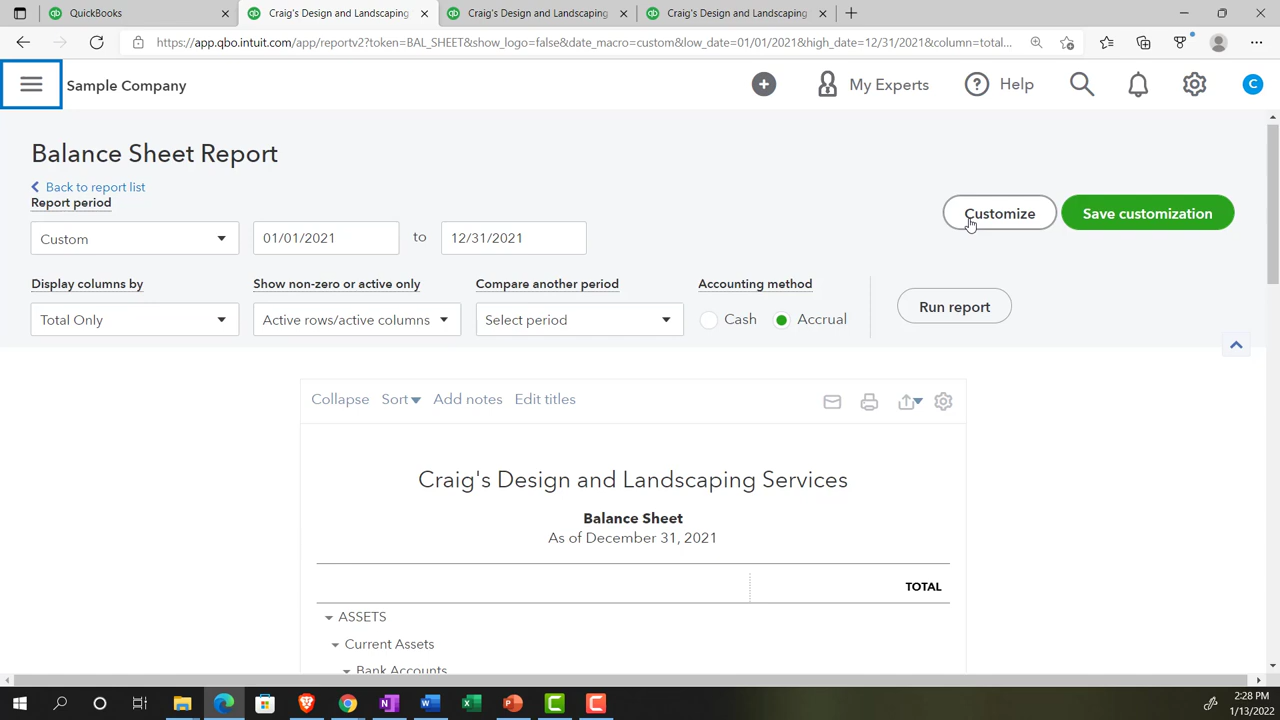 QuickBooks
Craig's Design and Landscaping
Craig's Design and Landscaping
Craig's Design and Landscaping
https://app.qbo.intuit.com/app/reportv2?token=BAL_SHEET&show_logo=false&date_macro=custom&low_date=01/01/2021&high_date=12/31/2021&column=total...
Sample Company
My Experts
Help
C
Balance Sheet Report
Back to report list
Report period
Custom
01/01/2021
to
12/31/2021
Customize
Save customization
Display columns by
Show non-zero or active only
Compare another period
Accounting method
Total Only
Active rows/active columns
Select period
Cash
Accrual
Run report
Collapse
Sort
Add notes
Edit titles
Craig's Design and Landscaping Services
Balance Sheet
As of December 31, 2021
TOTAL
ASSETS
Current Assets
Bank Accounts
2:28 PM
1/13/2022